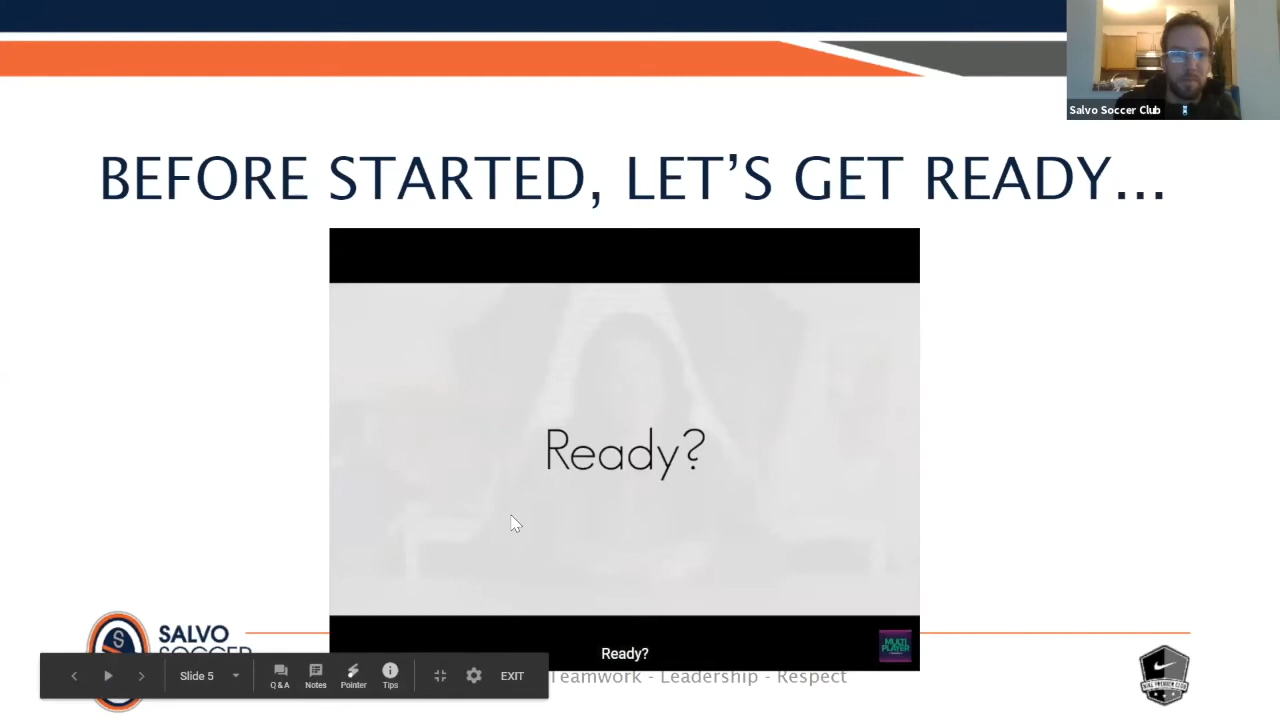 Salvo Soccer Club
BEFORE STARTED, LET’S GET READY...
Ready?
MULTI
PLAYER
Ready?
SALVO
SOCCER
Slide 5
Q & A
Notes
Pointer
Tips
EXIT
Teamwork - Leadership - Respect